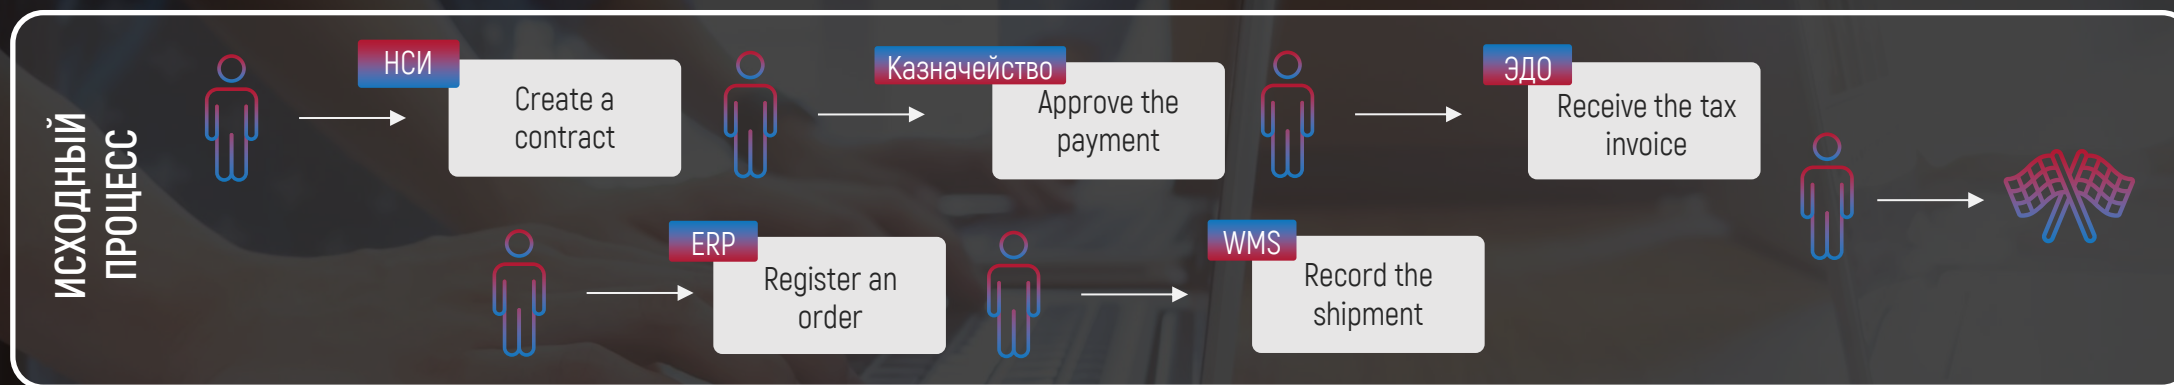 ИСХОДНЫЙ
ПРОЦЕСС
НСИ
Create a
contract
ERP
Register an
order
Казначейство
Approve the
payment
WMS
Record the
shipment
ЭДО
Receive the tax
invoice